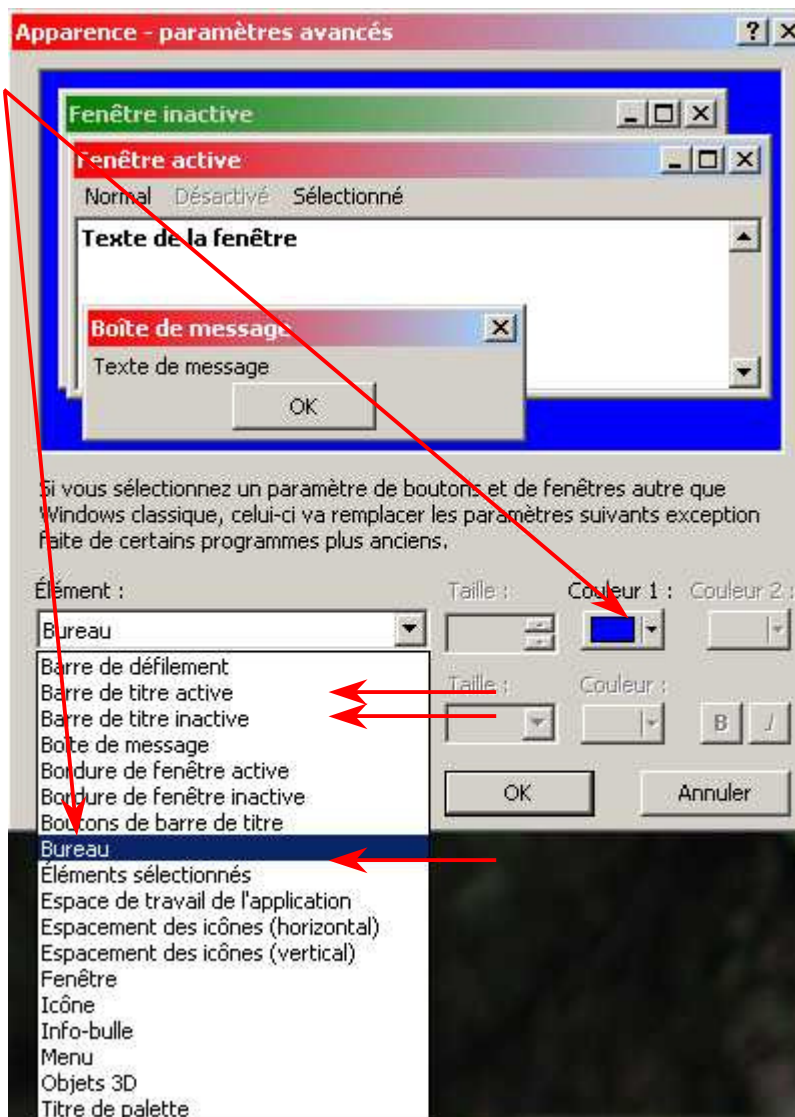 Apparence - paramètres avancés
Fenêtre inactive
Fenêtre active
Normal Désactivé Sélectionné
Texte de la fenêtre
Boîte de message
Texte de message
OK
Si vous sélectionnez un paramètre de boutons et de fenêtres autre que
Windows classique, celui-ci va remplacer les paramètres suivants exception
faite de certains programmes plus anciens.
Élément : Taille : Couleur 1 : Couleur 2 :
Bureau
Taille : Couleur :
B I
OK Annuler
Barre de défilement
Barre de titre active
Barre de titre inactive
Boîte de message
Bordure de fenêtre active
Bordure de fenêtre inactive
Boutons de barre de titre
Bureau
Éléments sélectionnés
Espace de travail de l'application
Espacement des icônes (horizontal)
Espacement des icônes (vertical)
Fenêtre
Icône
Info-bulle
Menu
Objets 3D
Titre de palette